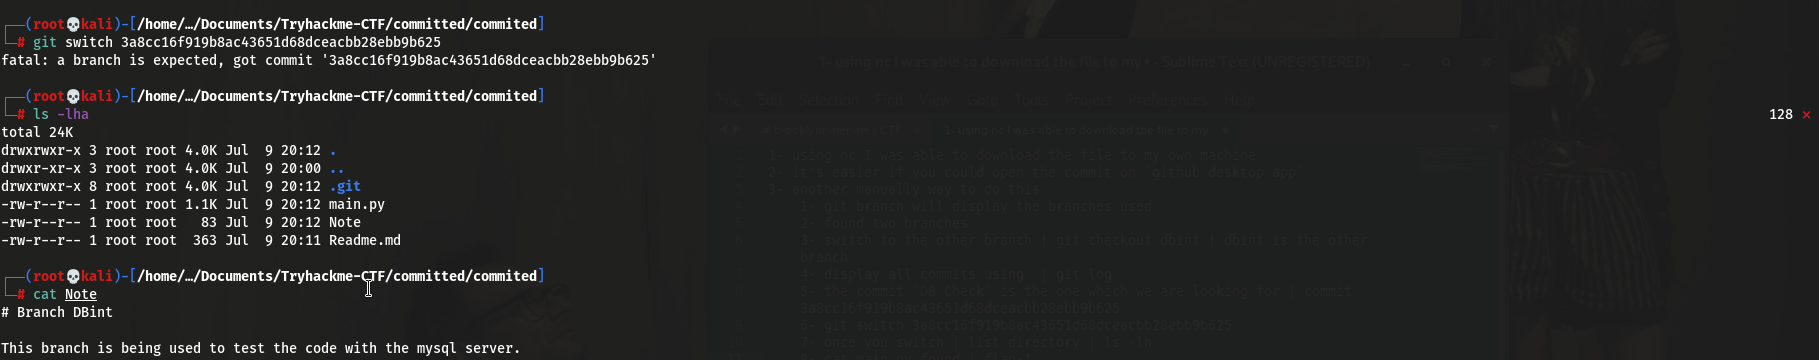 ┌──(root💀kali)-[/home/…/Documents/Tryhackme-CTF/committed/commited]
└─# git switch 3a8cc16f919b8ac43651d68dceacbb28ebb9b625
fatal: a branch is expected, got commit '3a8cc16f919b8ac43651d68dceacbb28ebb9b625'
┌──(root💀kali)-[/home/…/Documents/Tryhackme-CTF/committed/commited]
└─# ls -lha 128 ⨯
total 24K
drwxrwxr-x 3 root root 4.0K Jul  9 20:12 .
drwxr-xr-x 3 root root 4.0K Jul  9 20:00 ..
drwxrwxr-x 8 root root 4.0K Jul  9 20:12 .git
-rw-r--r-- 1 root root 1.1K Jul  9 20:12 main.py
-rw-r--r-- 1 root root   83 Jul  9 20:12 Note
-rw-r--r-- 1 root root  363 Jul  9 20:11 Readme.md
┌──(root💀kali)-[/home/…/Documents/Tryhackme-CTF/committed/commited]
└─# cat Note
# Branch DBint
This branch is being used to test the code with the mysql server.
1- using nc I was able to download the file to my - Sublime Text (UNREGISTERED)
Selection Find View Goto Tools Project Preferences Help
1- using nc I was able to download the file to my
1- using nc I was able to download the file to my own machine
2- it's easier if you could open the commit on github desktop app
3- another manually way to do this
1- git branch will display the branches used
2- found two branches
3- switch to the other branch | git checkout dbint | dbint is the other
branch
4- display all commits using | git log
5- the commit "DB Check" is the one which we are looking for | commit
3a8cc16f919b8ac43651d68dceacbb28ebb9b625
6- git switch 3a8cc16f919b8ac43651d68dceacbb28ebb9b625
7- once you switch | list directory | ls -lh